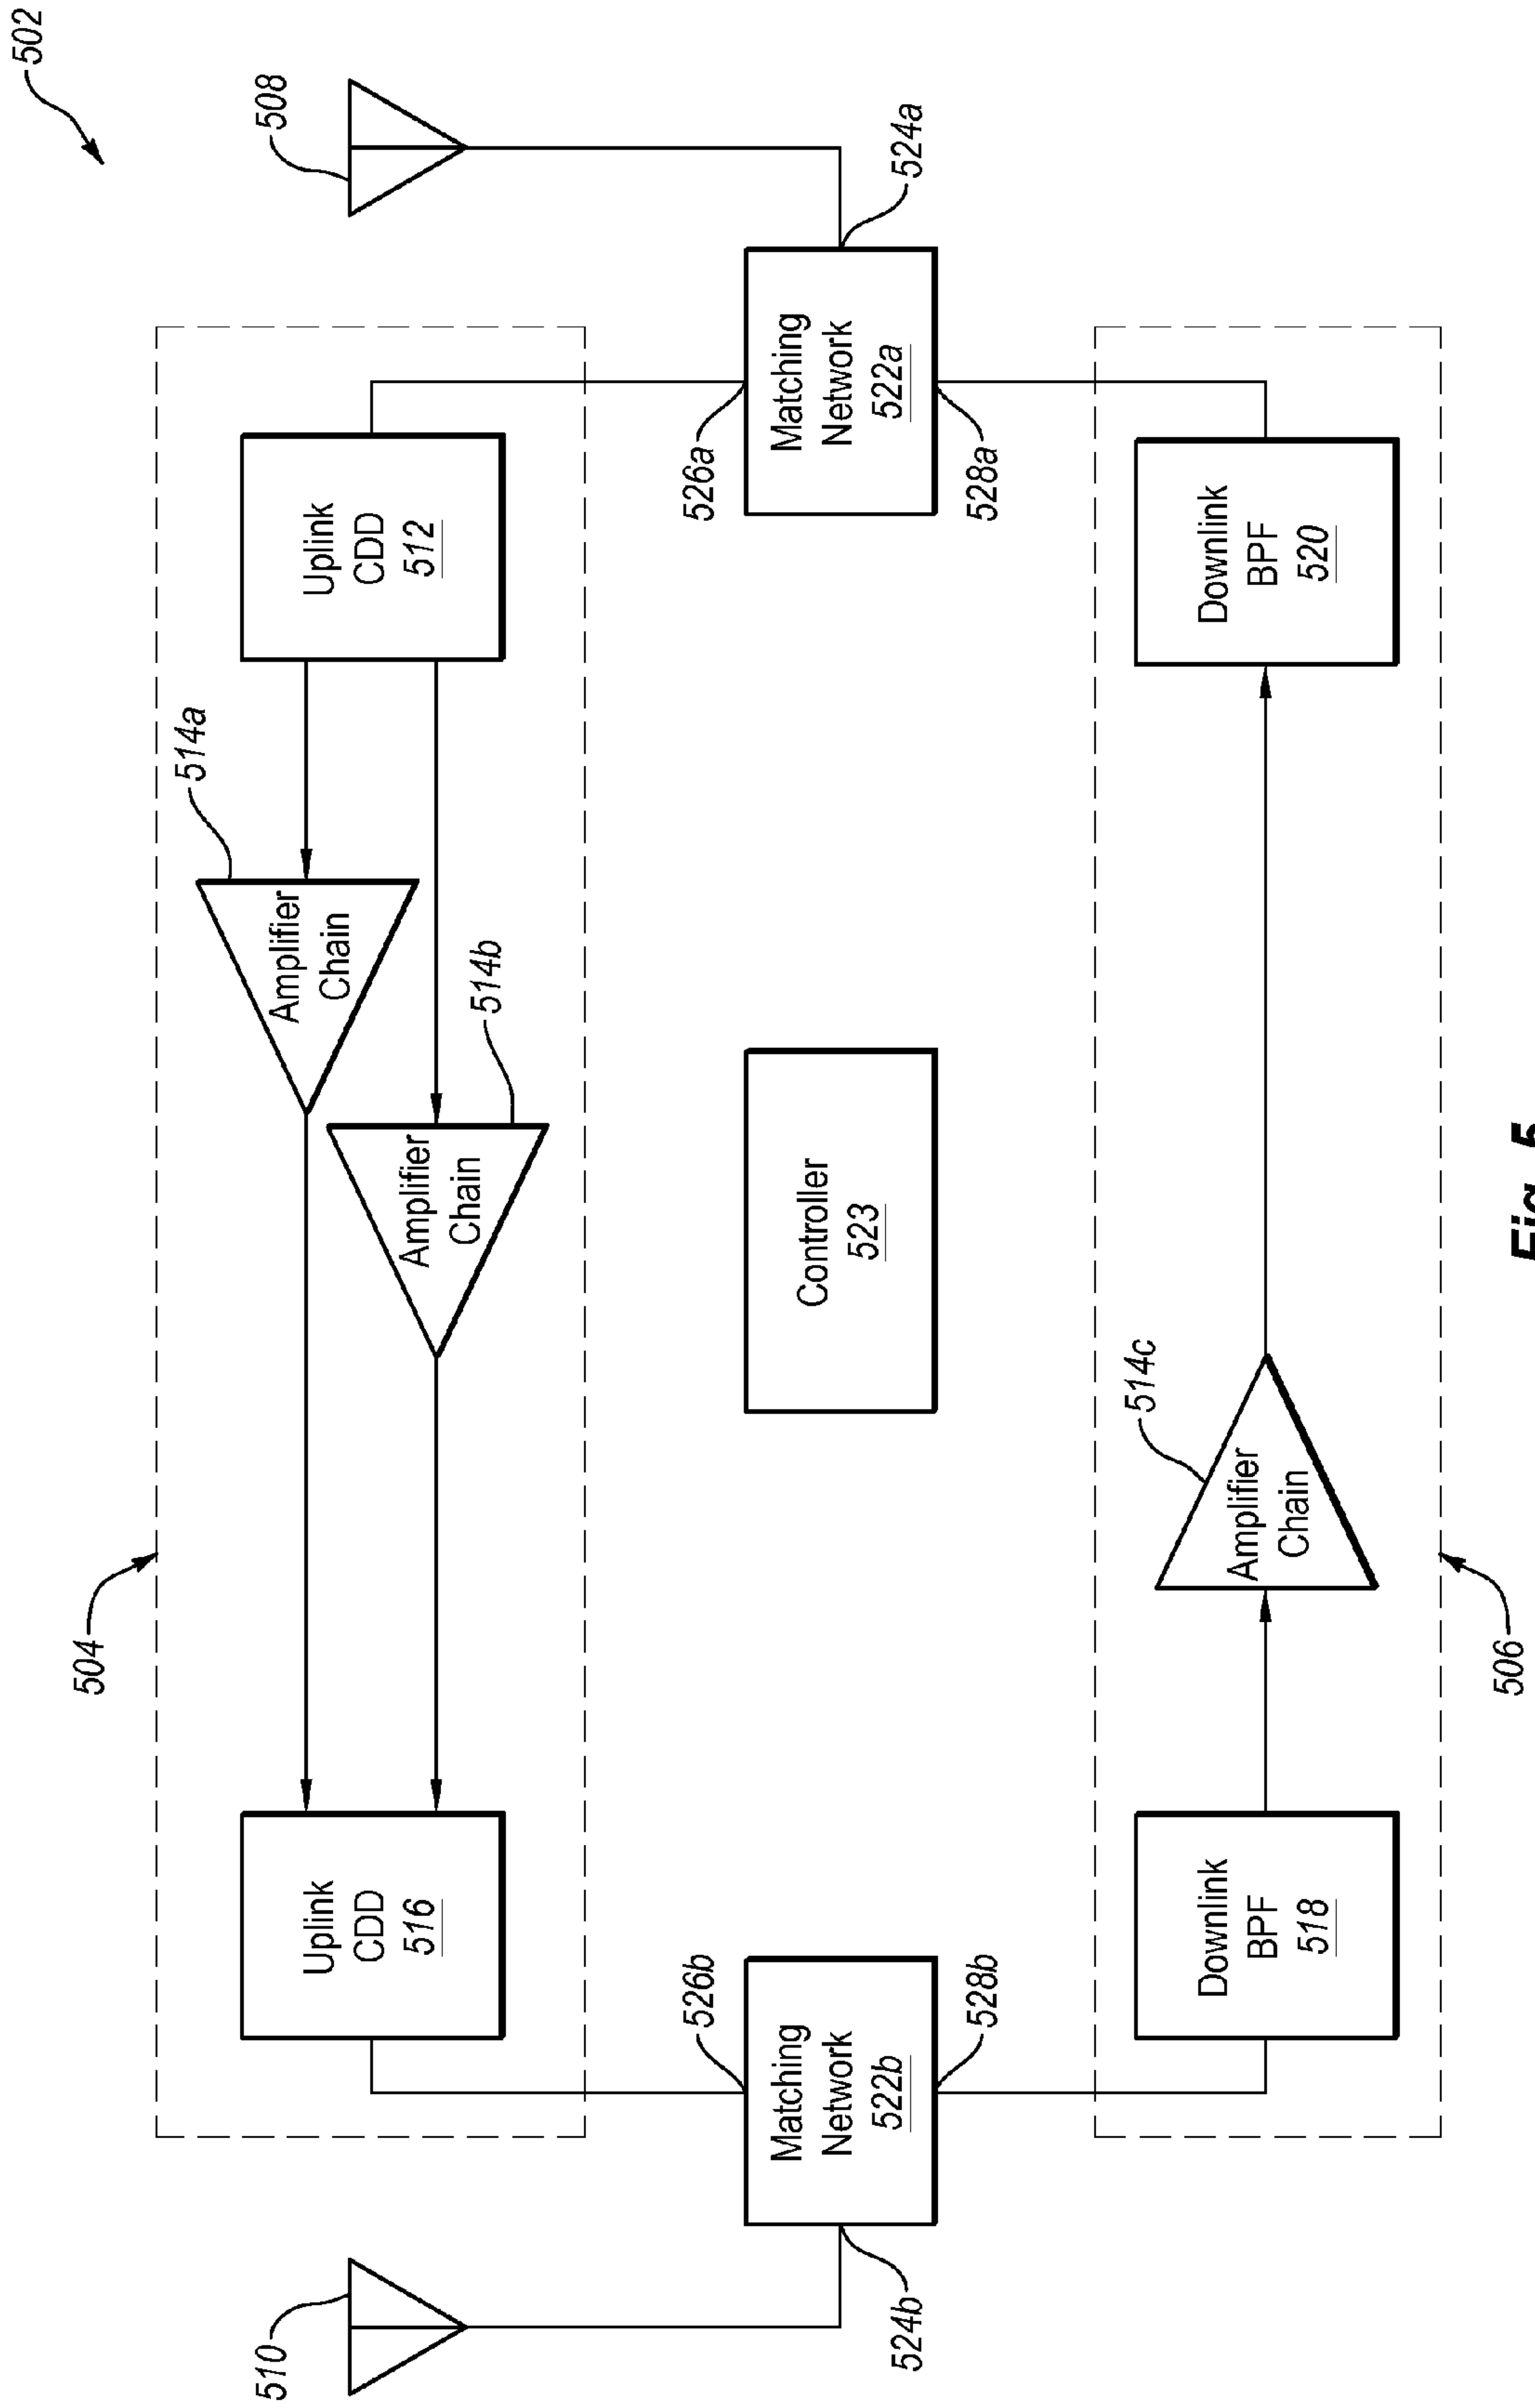 502
504
514a
510
508
Uplink
CDD
516
Amplifier
Chain
Uplink
CDD
512
Amplifier
Chain
514b
526b
526a
Matching
Network
522b
Controller
523
Matching
Network
522a
524b
524a
528b
528a
514c
Downlink
BPF
518
Amplifier
Chain
Downlink
BPF
520
506
Fig. 5